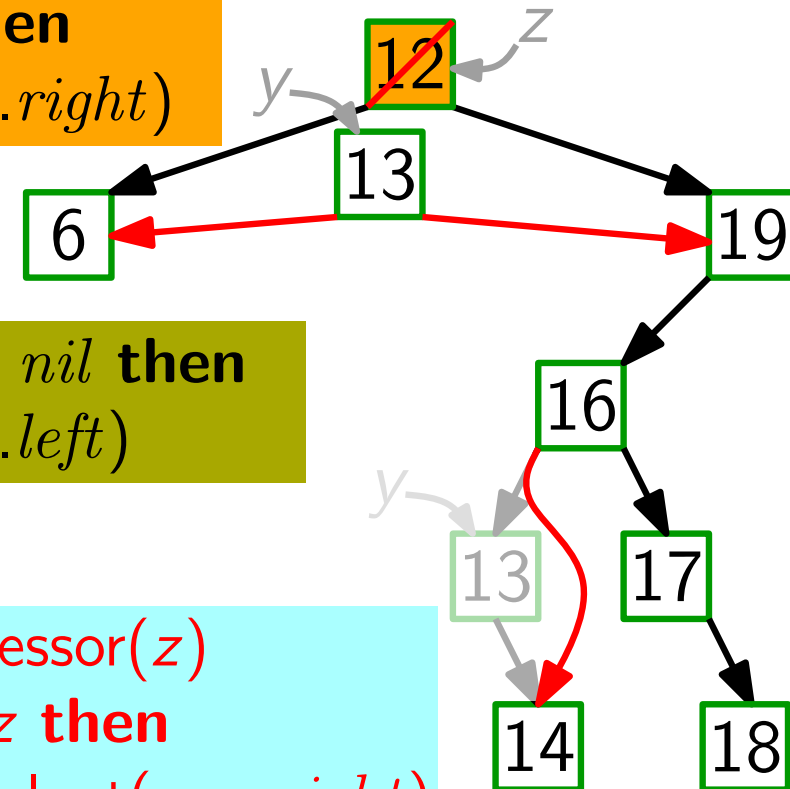 en
.right)
z
y
12
13
6
19
nil then
.left)
16
y
13
17
essor(z)
z then
14
18